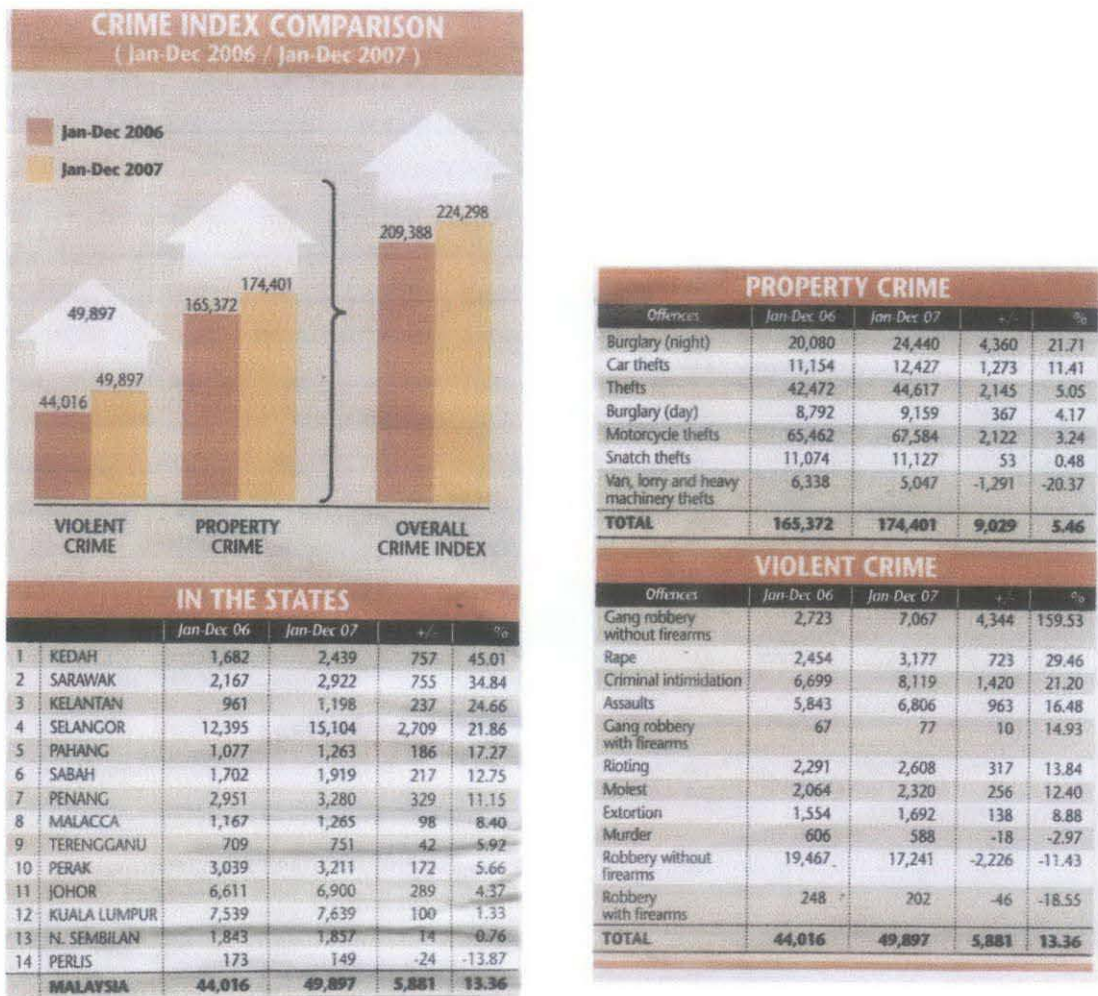 CRIME INDEX COMPARISON
( Jan-Dec 2006 / Jan-Dec 2007 )
Jan-Dec 2006
Jan-Dec 2007
49,897
44,016
49,897
165,372
174,401
209,388
224,298
VIOLENT CRIME
PROPERTY CRIME
OVERALL CRIME INDEX
IN THE STATES
Jan-Dec 06 Jan-Dec 07 +/- %
1 KEDAH 1,682 2,439 757 45.01
2 SARAWAK 2,167 2,922 755 34.84
3 KELANTAN 961 1,198 237 24.66
4 SELANGOR 12,395 15,104 2,709 21.86
5 PAHANG 1,077 1,263 186 17.27
6 SABAH 1,702 1,919 217 12.75
7 PENANG 2,951 3,280 329 11.15
8 MALACCA 1,167 1,265 98 8.40
9 TERENGGANU 709 751 42 5.92
10 PERAK 3,039 3,211 172 5.66
11 JOHOR 6,611 6,900 289 4.37
12 KUALA LUMPUR 7,539 7,639 100 1.33
13 N. SEMBILAN 1,843 1,857 14 0.76
14 PERLIS 173 149 -24 -13.87
MALAYSIA 44,016 49,897 5,881 13.36
PROPERTY CRIME
Offences Jan-Dec 06 Jan-Dec 07 +/- %
Burglary (night) 20,080 24,440 4,360 21.71
Car thefts 11,154 12,427 1,273 11.41
Thefts 42,472 44,617 2,145 5.05
Burglary (day) 8,792 9,159 367 4.17
Motorcycle thefts 65,462 67,584 2,122 3.24
Snatch thefts 11,074 11,127 53 0.48
Van, lorry and heavy
machinery thefts 6,338 5,047 -1,291 -20.37
TOTAL 165,372 174,401 9,029 5.46
VIOLENT CRIME
Offences Jan-Dec 06 Jan-Dec 07 +/- %
Gang robbery
without firearms 2,723 7,067 4,344 159.53
Rape 2,454 3,177 723 29.46
Criminal intimidation 6,699 8,119 1,420 21.20
Assaults 5,843 6,806 963 16.48
Gang robbery
with firearms 67 77 10 14.93
Rioting 2,291 2,608 317 13.84
Molest 2,064 2,320 256 12.40
Extortion 1,554 1,692 138 8.88
Murder 606 588 -18 -2.97
Robbery without
firearms 19,467 17,241 -2,226 -11.43
Robbery
with firearms 248 202 -46 -18.55
TOTAL 44,016 49,897 5,881 13.36